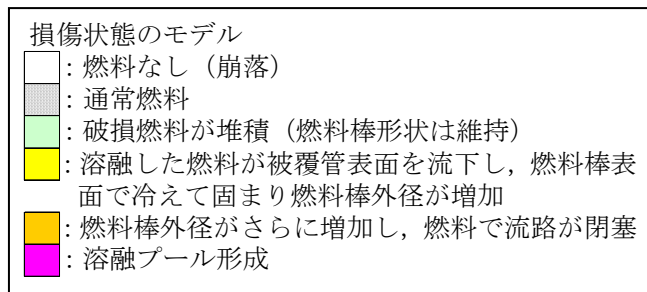 損傷状態のモデル
：燃料なし（崩落）
：通常燃料
：破損燃料が堆積（燃料棒形状は維持）
：溶融した燃料が被覆管表面を流下し，燃料棒表
面で冷えて固まり燃料棒外径が増加
：燃料棒外径がさらに増加し，燃料で流路が閉塞
：溶融プール形成